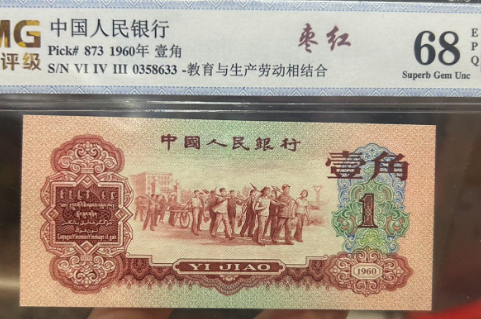 MG 中国人民银行 枣红 68 E
评级 Pick# 873 1960年 壹角 P
S/N VI IV III 0358633 -教育与生产劳动相结合 Superb Gem Unc Q
中國人民銀行
壹角
1
YI JIAO
1960